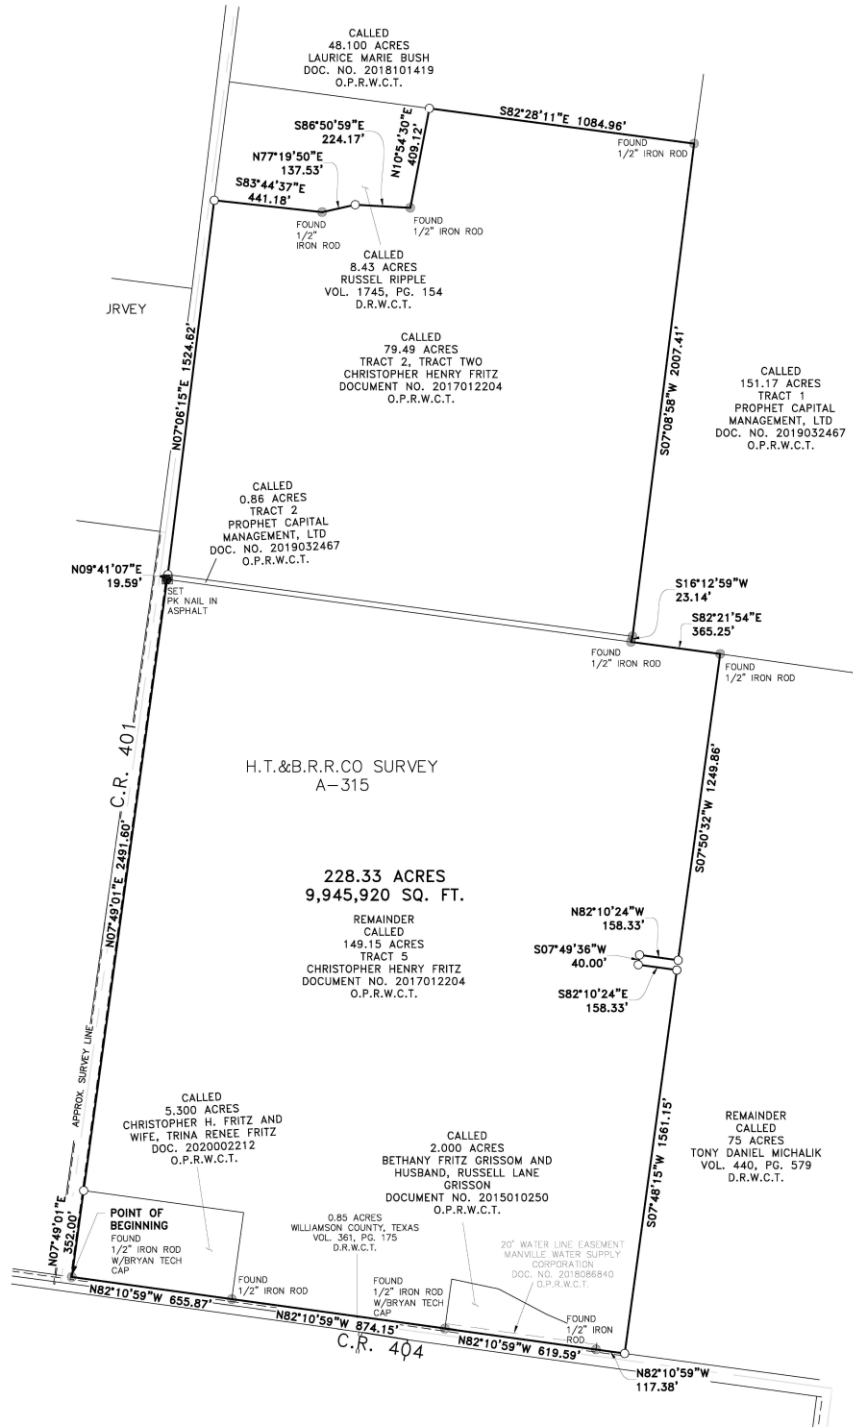 CALLED
48.100 ACRES
LAURICE MARIE BUSH
DOC. NO. 2018101419
O.P.R.W.C.T.
S82°28'11"E 1084.96'
FOUND
1/2" IRON ROD
S86°50'59"E
224.17'
N10°54'30"E
409.12'
N77°19'50"E
137.53'
S83°44'37"E
441.18'
FOUND
1/2"
IRON ROD
FOUND
1/2" IRON ROD
CALLED
8.43 ACRES
RUSSEL RIPPLE
VOL. 1745, PG. 154
D.R.W.C.T.
JRVEY
N07°06'15"E 1524.62'
CALLED
79.49 ACRES
TRACT 2, TRACT TWO
CHRISTOPHER HENRY FRITZ
DOCUMENT NO. 2017012204
O.P.R.W.C.T.
S07°08'58"W 2007.41'
CALLED
151.17 ACRES
TRACT 1
PROPHET CAPITAL
MANAGEMENT, LTD
DOC. NO. 2019032467
O.P.R.W.C.T.
CALLED
0.86 ACRES
TRACT 2
PROPHET CAPITAL
MANAGEMENT, LTD
DOC. NO. 2019032467
O.P.R.W.C.T.
N09°41'07"E
19.59'
SET
PK NAIL IN
ASPHALT
S16°12'59"W
23.14'
S82°21'54"E
365.25'
FOUND
1/2" IRON ROD
FOUND
1/2" IRON ROD
C.R. 401
H.T.&B.R.R.CO SURVEY
A-315
S07°50'32"W 1249.86'
N07°49'01"E 2491.60'
228.33 ACRES
9,945,920 SQ. FT.
REMAINDER
CALLED
149.15 ACRES
TRACT 5
CHRISTOPHER HENRY FRITZ
DOCUMENT NO. 2017012204
O.P.R.W.C.T.
N82°10'24"W
158.33'
S07°49'36"W
40.00'
S82°10'24"E
158.33'
APPROX. SURVEY LINE
CALLED
5.300 ACRES
CHRISTOPHER H. FRITZ AND
WIFE, TRINA RENEE FRITZ
DOC. 2020002212
O.P.R.W.C.T.
CALLED
2.000 ACRES
BETHANY FRITZ GRISSOM AND
HUSBAND, RUSSELL LANE
GRISSON
DOCUMENT NO. 2015010250
O.P.R.W.C.T.
S07°48'15"W 1561.15'
REMAINDER
CALLED
75 ACRES
TONY DANIEL MICHALIK
VOL. 440, PG. 579
D.R.W.C.T.
N07°49'01"E
352.00'
POINT OF
BEGINNING
FOUND
1/2" IRON ROD
W/BRYAN TECH
CAP
0.85 ACRES
WILLIAMSON COUNTY, TEXAS
VOL. 361, PG. 175
D.R.W.C.T.
20' WATER LINE EASEMENT
MANVILLE WATER SUPPLY
CORPORATION
DOC. NO. 2018086840
O.P.R.W.C.T.
FOUND
1/2" IRON ROD
FOUND
1/2" IRON ROD
W/BRYAN TECH
CAP
FOUND
1/2" IRON
ROD
N82°10'59"W 655.87'
N82°10'59"W 874.15'
N82°10'59"W 619.59'
N82°10'59"W
117.38'
C.R. 404